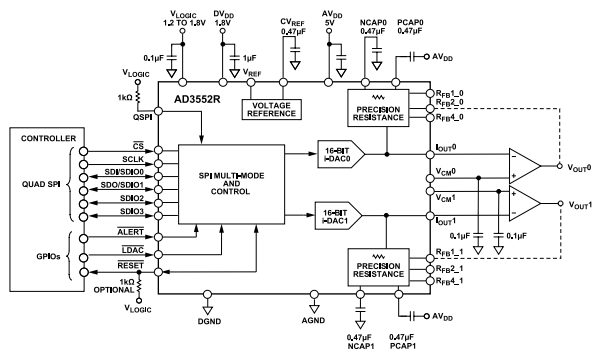 VLOGIC
1.2 TO 1.8V
DVDD
1.8V
CVREF
0.47µF
AVDD
5V
NCAP0
0.47µF
PCAP0
0.47µF
AVDD
0.1µF
1µF
VREF
VLOGIC
1kΩ
QSPI
AD3552R
VOLTAGE
REFERENCE
PRECISION
RESISTANCE
RFB1_0
RFB2_0
RFB4_0
CONTROLLER
QUAD SPI
CS
SCLK
SDI/SDIO0
SDO/SDIO1
SDIO2
SDIO3
SPI MULTI-MODE
AND
CONTROL
16-BIT
i-DAC0
IOUT0
VCM0
VCM1
VOUT0
VOUT1
16-BIT
i-DAC1
IOUT1
0.1µF
0.1µF
GPIOs
ALERT
LDAC
RESET
1kΩ
OPTIONAL
VLOGIC
PRECISION
RESISTANCE
RFB1_1
RFB2_1
RFB4_1
DGND
AGND
0.47µF
NCAP1
0.47µF
PCAP1
AVDD